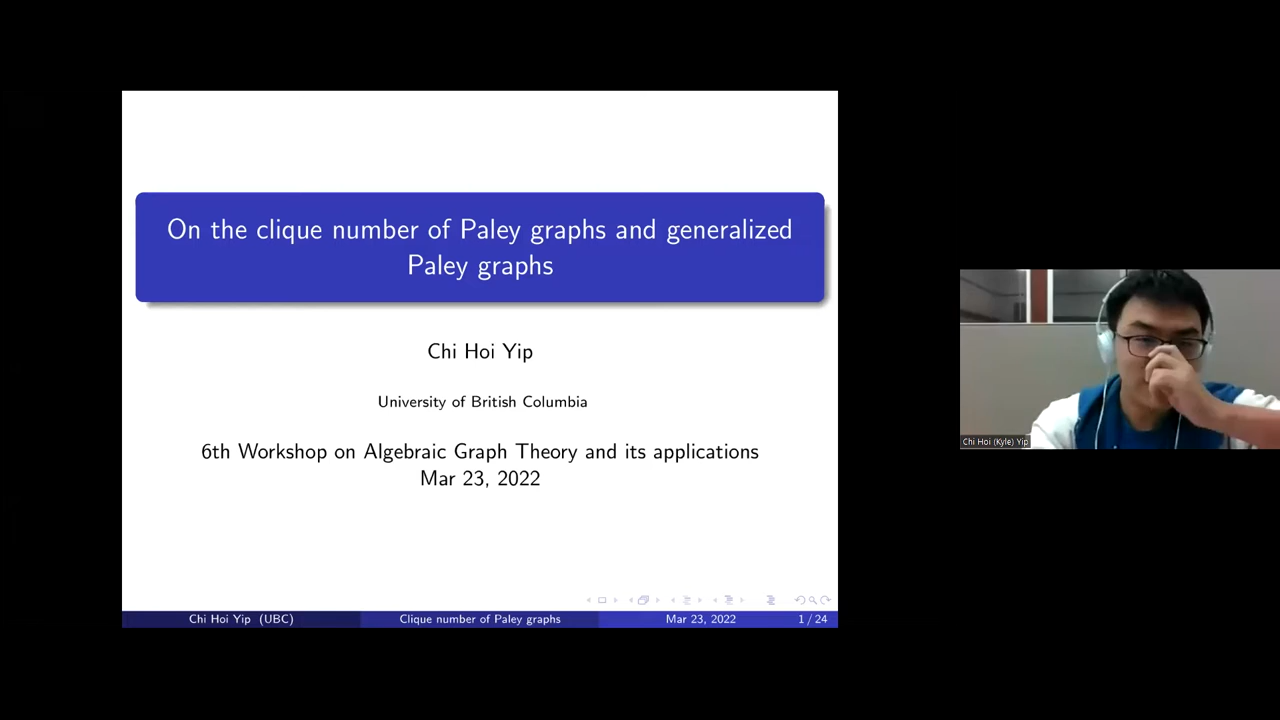 On the clique number of Paley graphs and generalized
Paley graphs
Chi Hoi Yip
University of British Columbia
6th Workshop on Algebraic Graph Theory and its applications
Mar 23, 2022
Chi Hoi Yip (UBC)
Clique number of Paley graphs
Mar 23, 2022
1 / 24
Chi Hoi (Kyle) Yip